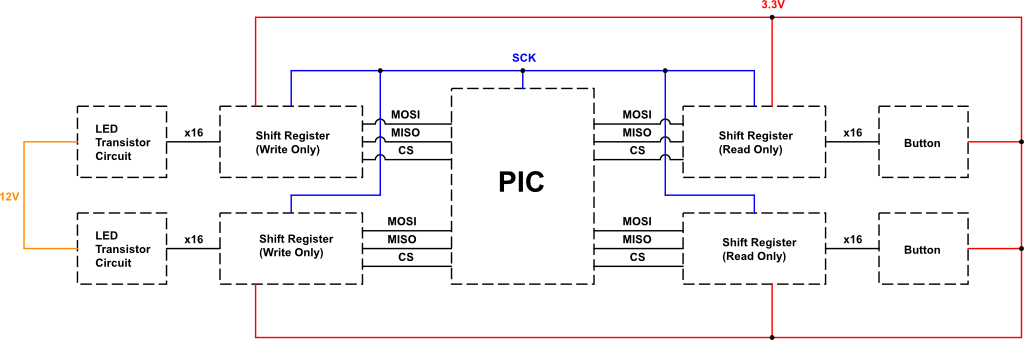 3.3V
SCK
LED
Transistor
Circuit
x16
Shift Register
(Write Only)
MOSI
MISO
CS
PIC
MOSI
MISO
CS
Shift Register
(Read Only)
x16
Button
12V
LED
Transistor
Circuit
x16
Shift Register
(Write Only)
MOSI
MISO
CS
MOSI
MISO
CS
Shift Register
(Read Only)
x16
Button